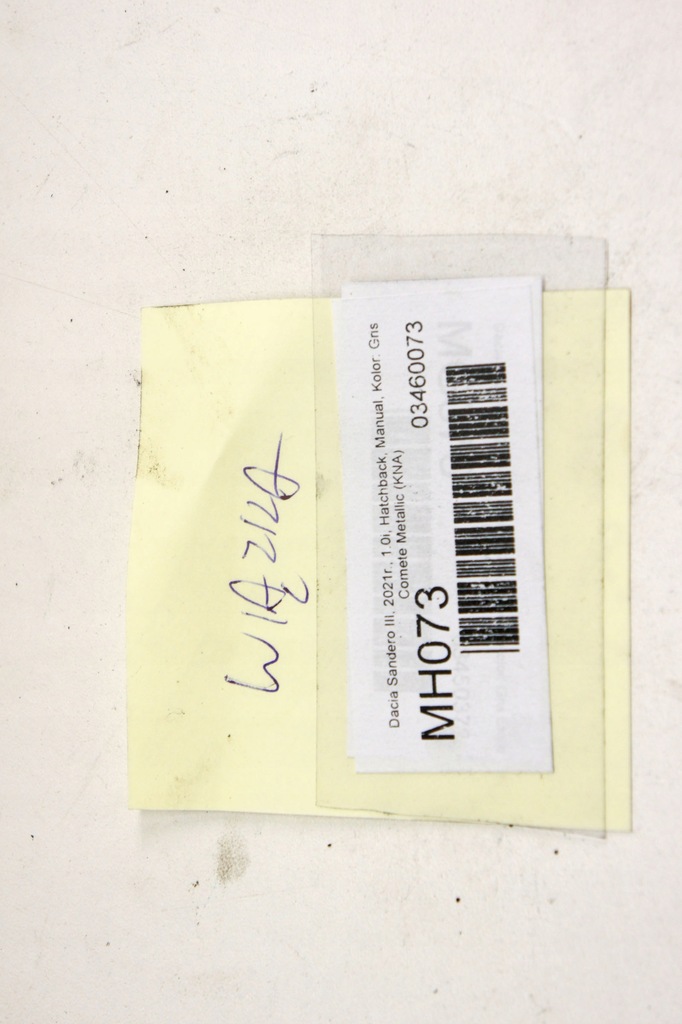 WIĄZKA
Dacia Sandero III, 2021r., 1.0i, Hatchback, Manual, Kolor: Gris
Comete Metallic (KNA)
MH073
03460073